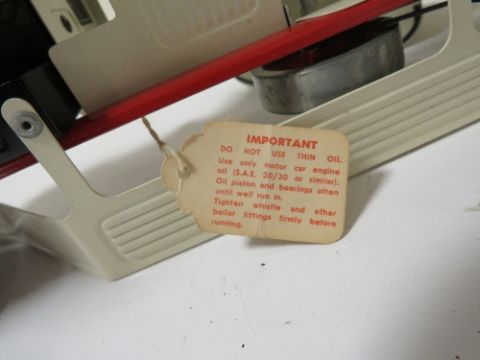 IMPORTANT
DO NOT USE THIN OIL
Use only motor car engine
oil (S.A.E. 20/30 or similar).
Oil piston and bearings often
until well run in.
Tighten whistle and other
boiler fittings firmly before
running.